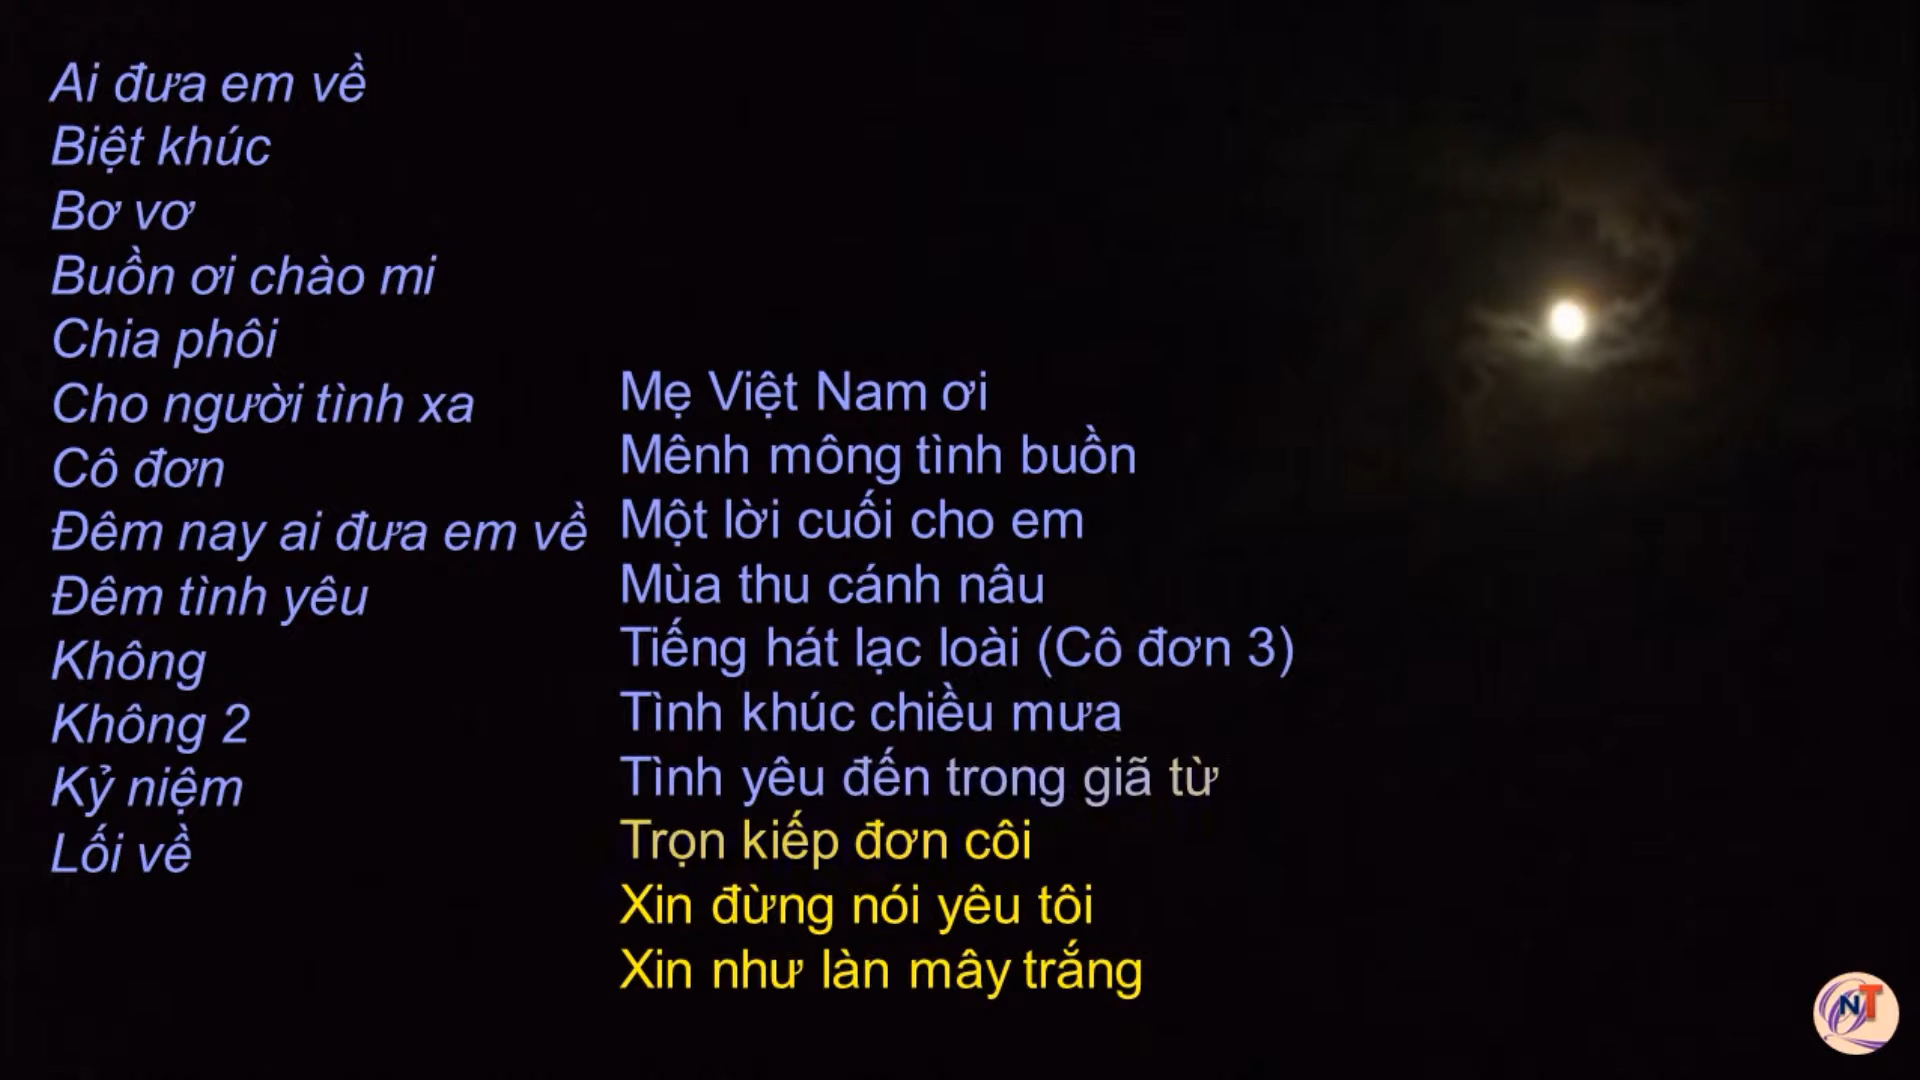 Ai đưa em về
Biệt khúc
Bơ vơ
Buồn ơi chào mi
Chia phôi
Cho người tình xa
Cô đơn
Đêm nay ai đưa em về
Đêm tình yêu
Không
Không 2
Kỷ niệm
Lối về
Mẹ Việt Nam ơi
Mênh mông tình buồn
Một lời cuối cho em
Mùa thu cánh nâu
Tiếng hát lạc loài (Cô đơn 3)
Tình khúc chiều mưa
Tình yêu đến trong giã từ
Trọn kiếp đơn côi
Xin đừng nói yêu tôi
Xin như làn mây trắng
NT